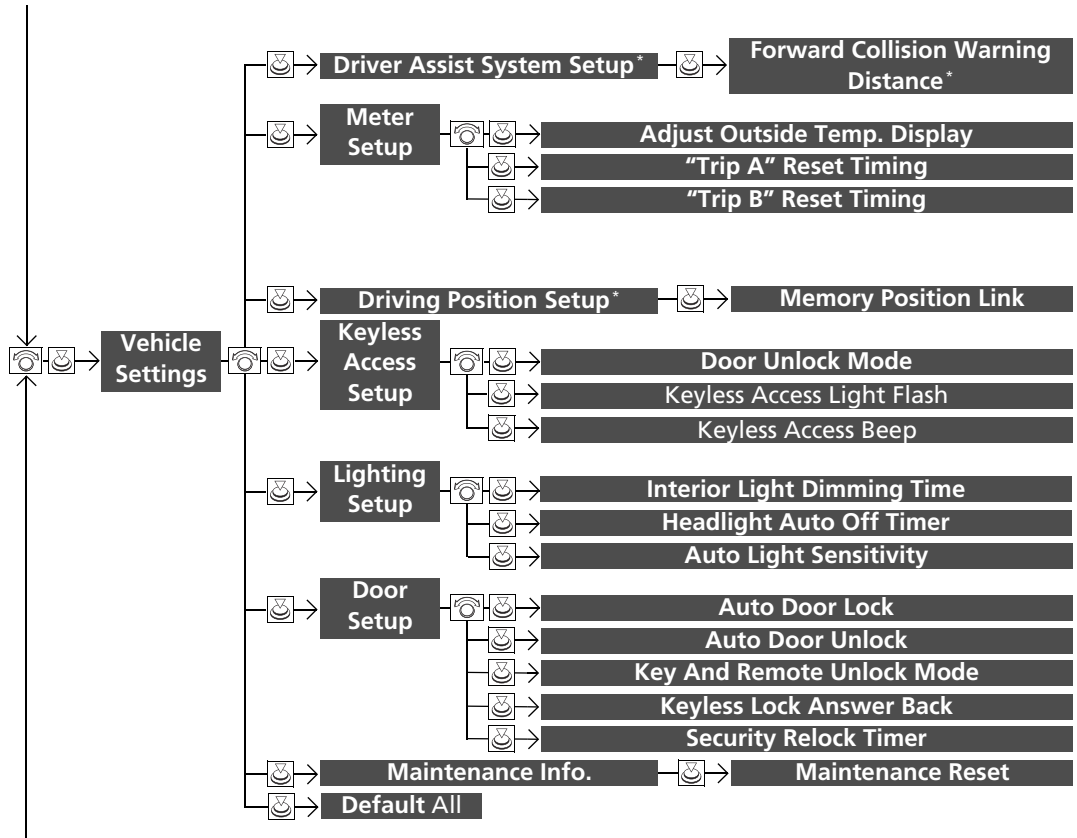 Driver Assist System Setup*
Forward Collision Warning
Distance*
Meter
Setup
Adjust Outside Temp. Display
“Trip A” Reset Timing
“Trip B” Reset Timing
Driving Position Setup*
Memory Position Link
Vehicle
Settings
Keyless
Access
Setup
Door Unlock Mode
Keyless Access Light Flash
Keyless Access Beep
Lighting
Setup
Interior Light Dimming Time
Headlight Auto Off Timer
Auto Light Sensitivity
Door
Setup
Auto Door Lock
Auto Door Unlock
Key And Remote Unlock Mode
Keyless Lock Answer Back
Security Relock Timer
Maintenance Info.
Maintenance Reset
Default All